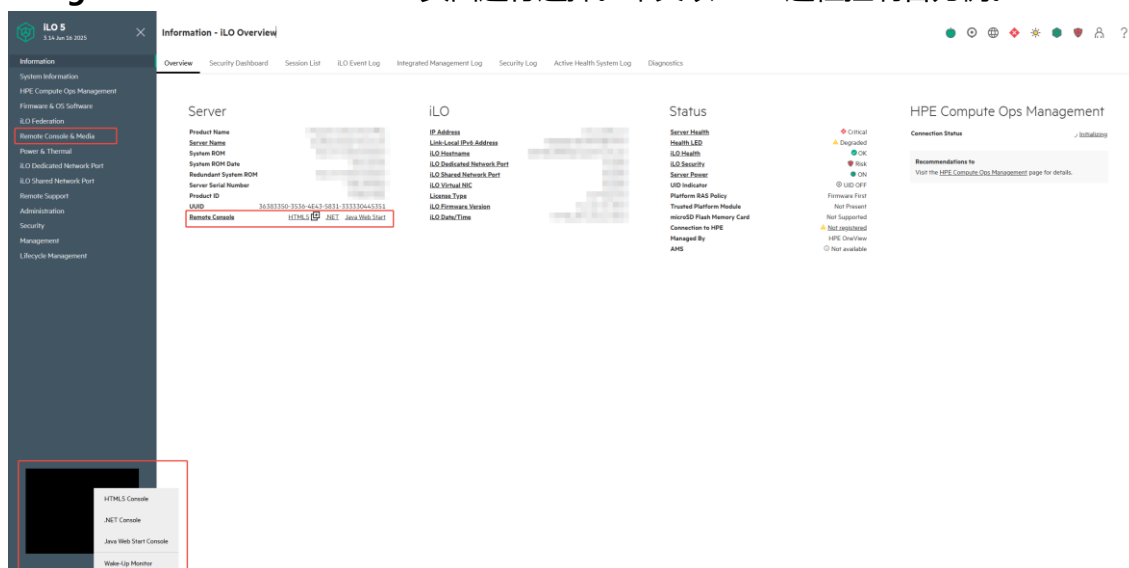 iLO 5
3.14 Jun 16 2025
Information - iLO Overview
Overview Security Dashboard Session List iLO Event Log Integrated Management Log Security Log Active Health System Log Diagnostics
Information
System Information
HPE Compute Ops Management
Firmware & OS Software
iLO Federation
Remote Console & Media
Power & Thermal
iLO Dedicated Network Port
iLO Shared Network Port
Remote Support
Administration
Security
Management
Lifecycle Management
Server
Product Name
Server Name
System ROM
System ROM Date
Redundant System ROM
Server Serial Number
Product ID
UUID 36383350-3536-4E43-5831-333330445351
Remote Console HTML5 .NET Java Web Start
iLO
IP Address
Link-Local IPv6 Address
iLO Hostname
iLO Dedicated Network Port
iLO Shared Network Port
iLO Virtual NIC
License Type
iLO Firmware Version
iLO Date/Time
Status
Server Health Critical
Health LED Degraded
iLO Health OK
iLO Security Risk
Server Power ON
UID Indicator UID OFF
Platform RAS Policy Firmware First
Trusted Platform Module Not Present
microSD Flash Memory Card Not Supported
Connection to HPE Not registered
Managed By HPE OneView
AMS Not available
HPE Compute Ops Management
Connection Status Initializing
Recommendations to
Visit the HPE Compute Ops Management page for details.
HTML5 Console
.NET Console
Java Web Start Console
Wake-Up Monitor